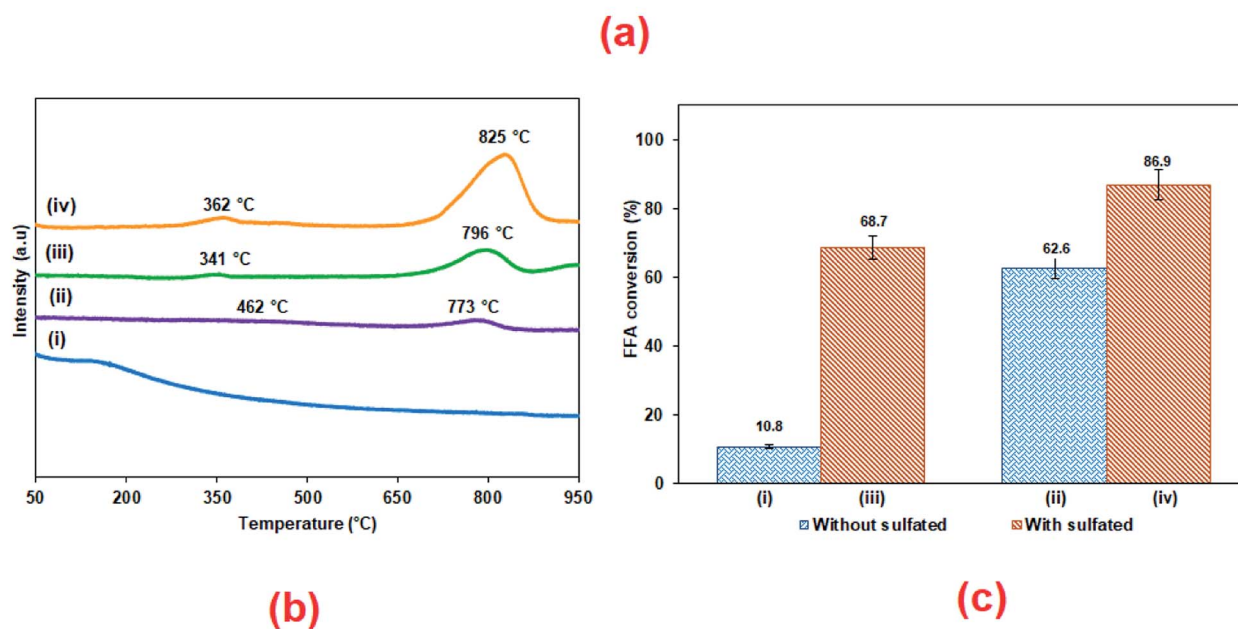 (a)
825 °C
(iv)
362 °C
796 °C
(iii)
341 °C
(ii)
462 °C
773 °C
(i)
Intensity (a.u)
50 200 350 500 650 800 950
Temperature (°C)
(b)
100
80
60
40
20
0
FFA conversion (%)
10.8
68.7
62.6
86.9
(i) (iii) (ii) (iv)
Without sulfated With sulfated
(c)